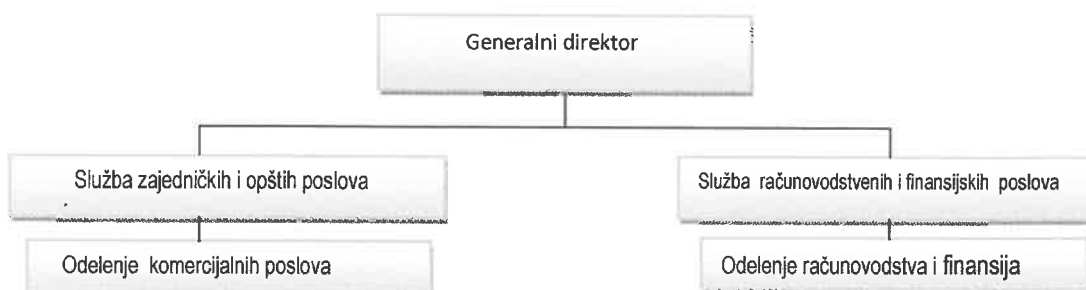 Generalni direktor
Služba zajedničkih i opštih poslova
Služba računovodstvenih i finansijskih poslova
Odelenje komercijalnih poslova
Odelenje računovodstva i finansija